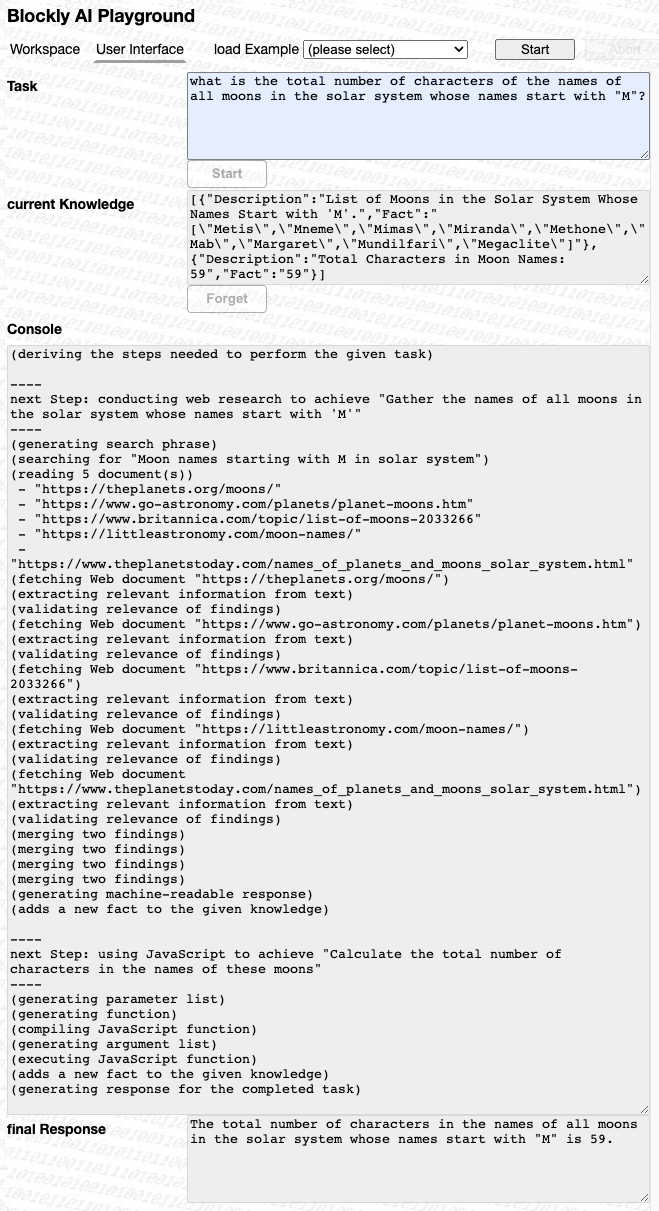 Blockly AI Playground
Workspace User Interface load Example (please select) Start Abort
Task
what is the total number of characters of the names of
all moons in the solar system whose names start with "M"?
Start
current Knowledge
[{"Description":"List of Moons in the Solar System Whose
Names Start with 'M'.","Fact":"
[\"Metis\",\"Mneme\",\"Mimas\",\"Miranda\",\"Methone\",\"
Mab\",\"Margaret\",\"Mundilfari\",\"Megaclite\"]"},
{"Description":"Total Characters in Moon Names:
59","Fact":"59"}]
Forget
Console
(deriving the steps needed to perform the given task)
----
next Step: conducting web research to achieve "Gather the names of all moons in
the solar system whose names start with 'M'"
----
(generating search phrase)
(searching for "Moon names starting with M in solar system")
(reading 5 document(s))
- "https://theplanets.org/moons/"
- "https://www.go-astronomy.com/planets/planet-moons.htm"
- "https://www.britannica.com/topic/list-of-moons-2033266"
- "https://littleastronomy.com/moon-names/"
-
"https://www.theplanetstoday.com/names_of_planets_and_moons_solar_system.html"
(fetching Web document "https://theplanets.org/moons/")
(extracting relevant information from text)
(validating relevance of findings)
(fetching Web document "https://www.go-astronomy.com/planets/planet-moons.htm")
(extracting relevant information from text)
(validating relevance of findings)
(fetching Web document "https://www.britannica.com/topic/list-of-moons-
2033266")
(extracting relevant information from text)
(validating relevance of findings)
(fetching Web document "https://littleastronomy.com/moon-names/")
(extracting relevant information from text)
(validating relevance of findings)
(fetching Web document
"https://www.theplanetstoday.com/names_of_planets_and_moons_solar_system.html")
(extracting relevant information from text)
(validating relevance of findings)
(merging two findings)
(merging two findings)
(merging two findings)
(merging two findings)
(generating machine-readable response)
(adds a new fact to the given knowledge)
----
next Step: using JavaScript to achieve "Calculate the total number of
characters in the names of these moons"
----
(generating parameter list)
(generating function)
(compiling JavaScript function)
(generating argument list)
(executing JavaScript function)
(adds a new fact to the given knowledge)
(generating response for the completed task)
final Response
The total number of characters in the names of all moons
in the solar system whose names start with "M" is 59.